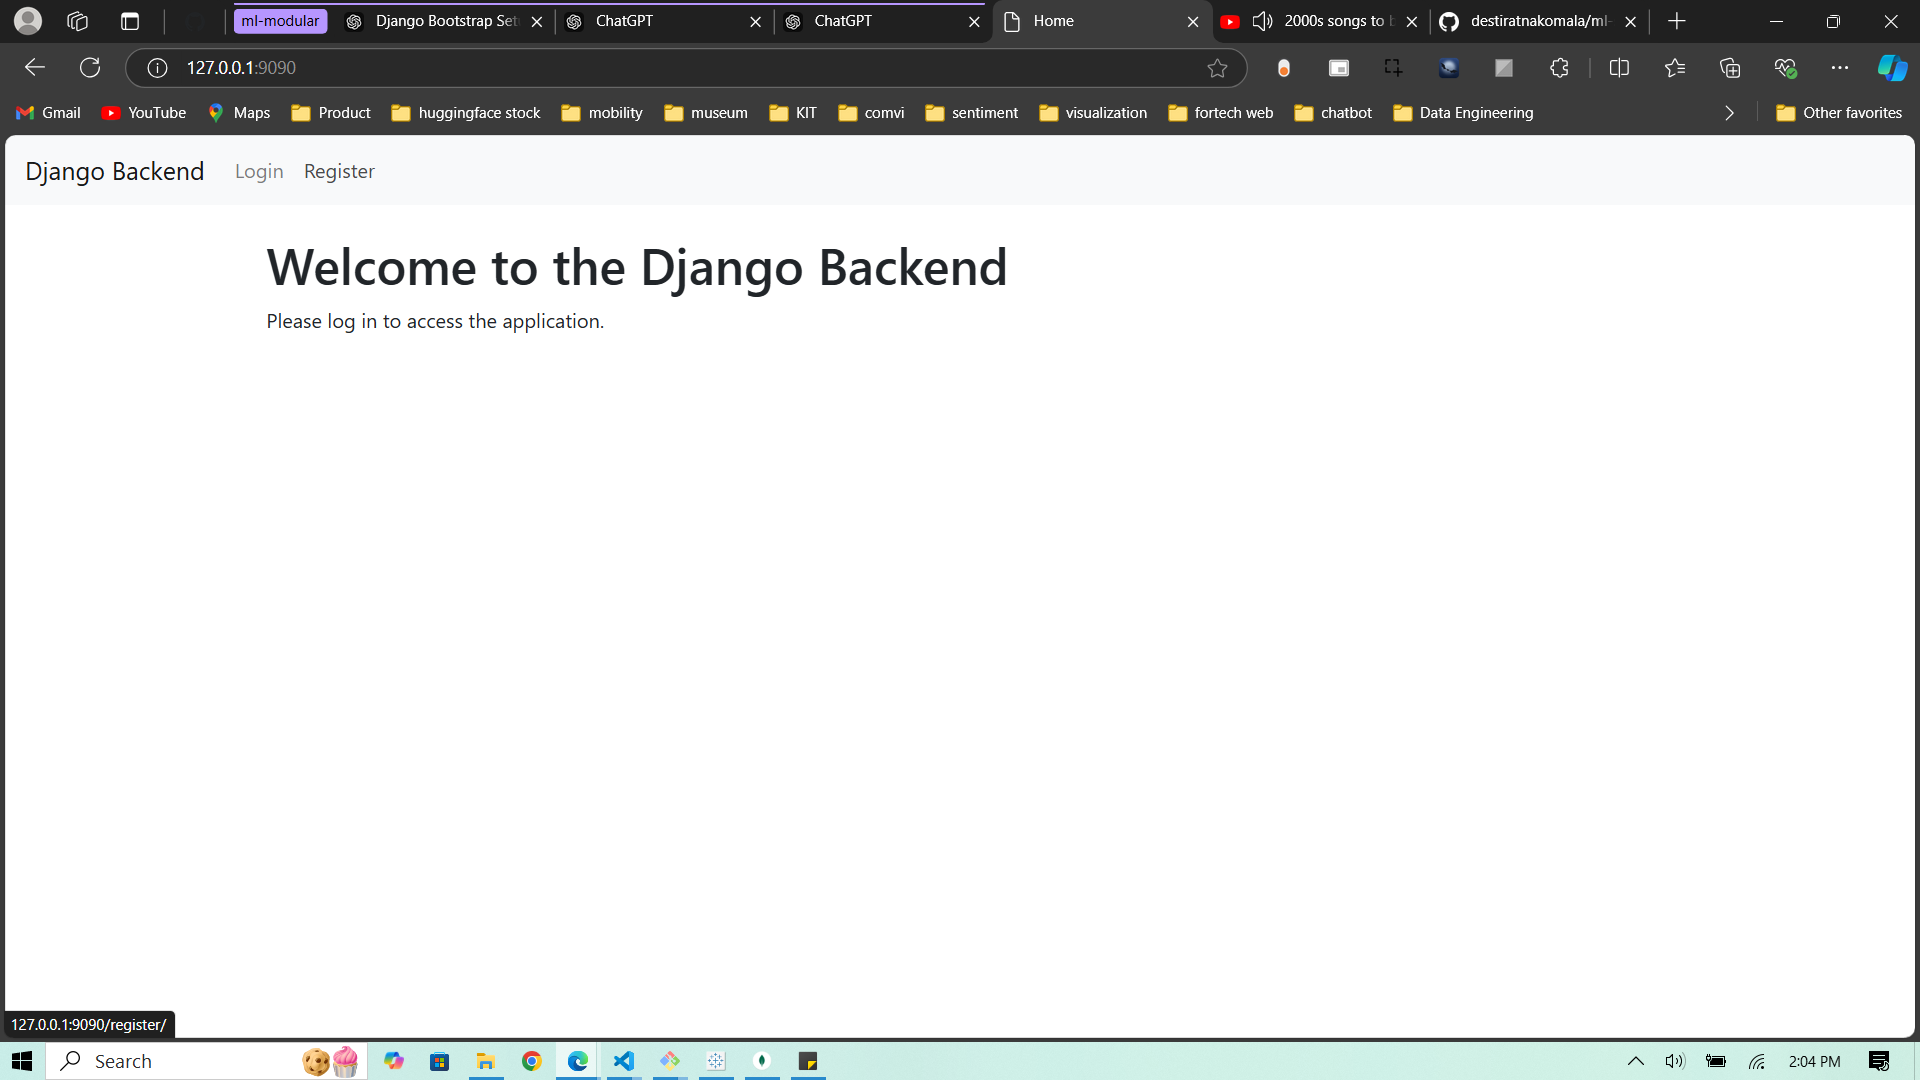 ml-modular
Django Bootstrap Set
ChatGPT
ChatGPT
Home
2000s songs to b
destiratnakomala/ml-
127.0.0.1:9090
Gmail
YouTube
Maps
Product
huggingface stock
mobility
museum
KIT
comvi
sentiment
visualization
fortech web
chatbot
Data Engineering
Other favorites
Django Backend
Login
Register
Welcome to the Django Backend
Please log in to access the application.
127.0.0.1:9090/register/
Search
2:04 PM